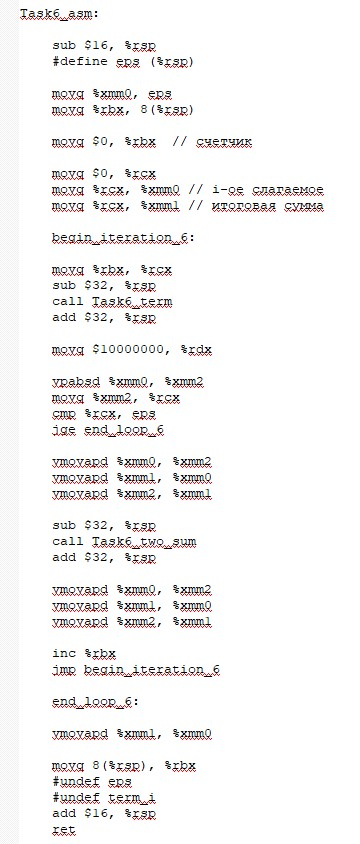 Task6_asm:
sub $16, %rsp
#define eps (%rsp)
movq %xmm0, eps
movq %rbx, 8(%rsp)
movq $0, %rbx // счетчик
movq $0, %rcx
movq %rcx, %xmm0 // i-ое слагаемое
movq %rcx, %xmm1 // итоговая сумма
begin_iteration_6:
movq %rbx, %rcx
sub $32, %rsp
call Task6_term
add $32, %rsp
movq $10000000, %rdx
vpabsd %xmm0, %xmm2
movq %xmm2, %rcx
cmp %rcx, eps
jge end_loop_6
vmovapd %xmm0, %xmm2
vmovapd %xmm1, %xmm0
vmovapd %xmm2, %xmm1
sub $32, %rsp
call Task6_two_sum
add $32, %rsp
vmovapd %xmm0, %xmm2
vmovapd %xmm1, %xmm0
vmovapd %xmm2, %xmm1
inc %rbx
jmp begin_iteration_6
end_loop_6:
vmovapd %xmm1, %xmm0
movq 8(%rsp), %rbx
#undef eps
#undef term_i
add $16, %rsp
ret